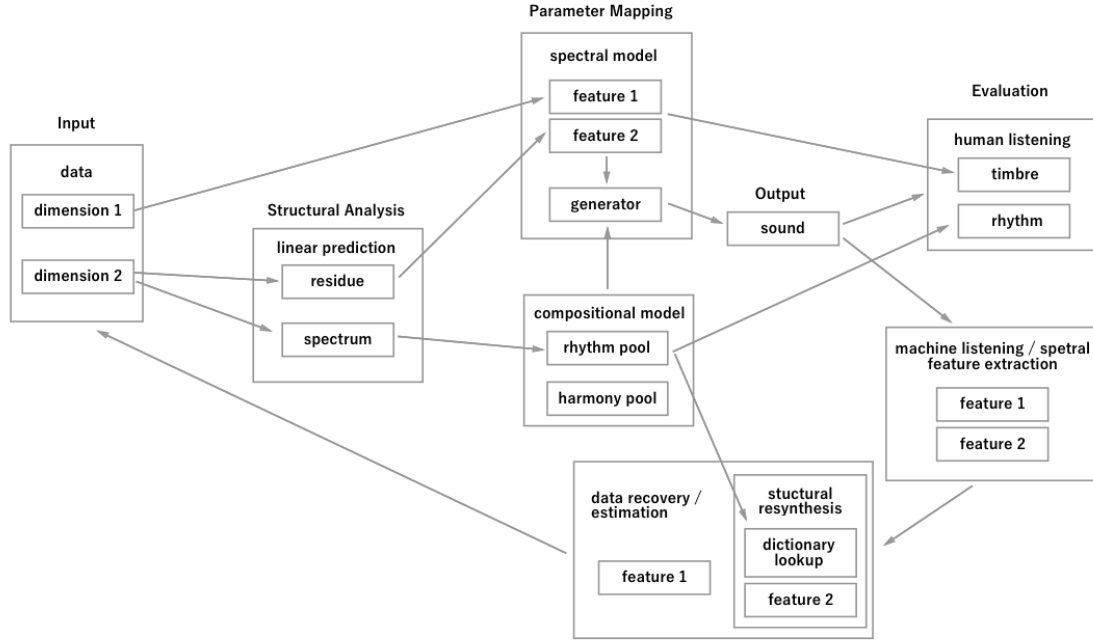 Parameter Mapping
spectral model
feature 1
feature 2
generator
Evaluation
human listening
timbre
rhythm
Input
data
dimension 1
dimension 2
Structural Analysis
linear prediction
residue
spectrum
Output
sound
compositional model
rhythm pool
harmony pool
machine listening / spetral
feature extraction
feature 1
feature 2
data recovery /
estimation
feature 1
stuctural
resynthesis
dictionary
lookup
feature 2